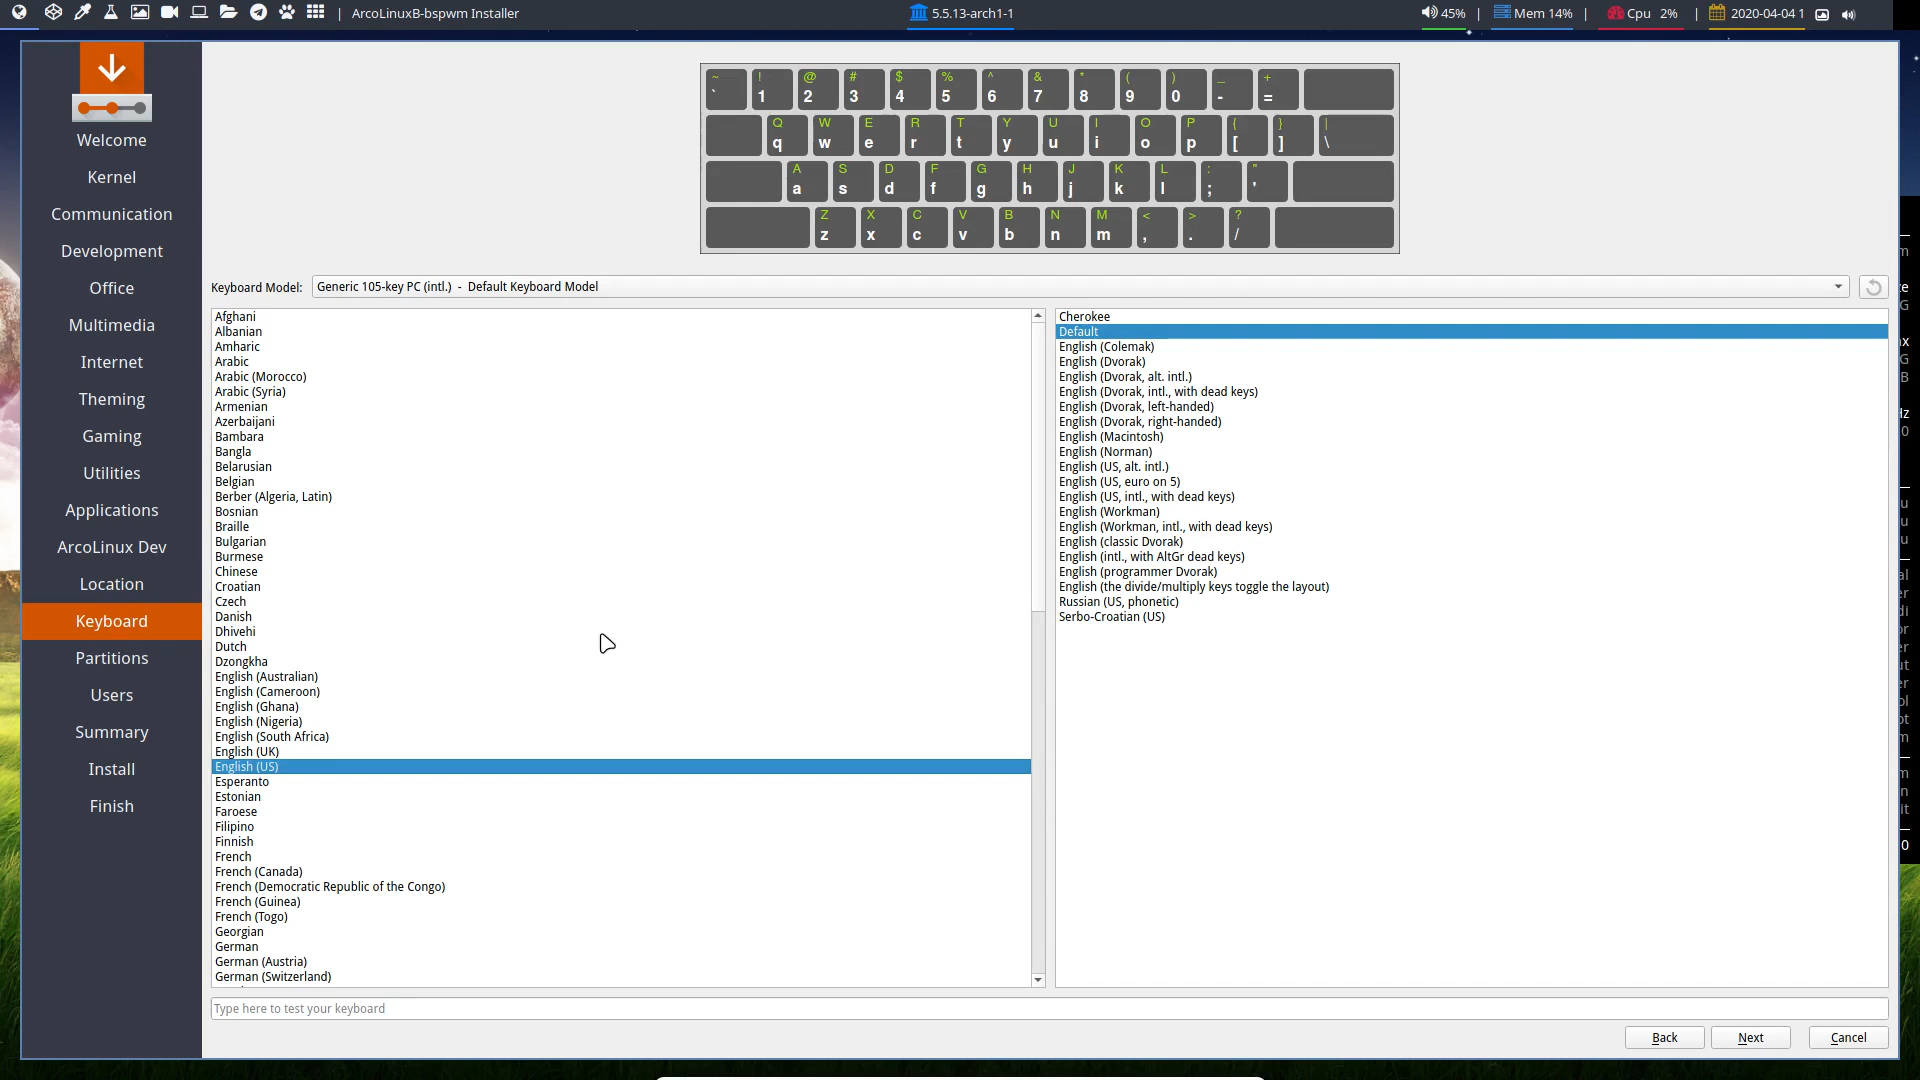 ArcoLinuxB-bspwm Installer
5.5.13-arch1-1
45% | Mem 14% | Cpu 2% | 2020-04-04 1
Welcome
Kernel
Communication
Development
Office
Multimedia
Internet
Theming
Gaming
Utilities
Applications
ArcoLinux Dev
Location
Keyboard
Partitions
Users
Summary
Install
Finish
~ ! @ # $ % ^ & * ( ) _ +
` 1 2 3 4 5 6 7 8 9 0 - =
Q W E R T Y U I O P { } |
q w e r t y u i o p [ ] \
A S D F G H J K L : "
a s d f g h j k l ; '
Z X C V B N M < > ?
z x c v b n m , . /
Keyboard Model: Generic 105-key PC (intl.) - Default Keyboard Model
Afghani
Albanian
Amharic
Arabic
Arabic (Morocco)
Arabic (Syria)
Armenian
Azerbaijani
Bambara
Bangla
Belarusian
Belgian
Berber (Algeria, Latin)
Bosnian
Braille
Bulgarian
Burmese
Chinese
Croatian
Czech
Danish
Dhivehi
Dutch
Dzongkha
English (Australian)
English (Cameroon)
English (Ghana)
English (Nigeria)
English (South Africa)
English (UK)
English (US)
Esperanto
Estonian
Faroese
Filipino
Finnish
French
French (Canada)
French (Democratic Republic of the Congo)
French (Guinea)
French (Togo)
Georgian
German
German (Austria)
German (Switzerland)
Cherokee
Default
English (Colemak)
English (Dvorak)
English (Dvorak, alt. intl.)
English (Dvorak, intl., with dead keys)
English (Dvorak, left-handed)
English (Dvorak, right-handed)
English (Macintosh)
English (Norman)
English (US, alt. intl.)
English (US, euro on 5)
English (US, intl., with dead keys)
English (Workman)
English (Workman, intl., with dead keys)
English (classic Dvorak)
English (intl., with AltGr dead keys)
English (programmer Dvorak)
English (the divide/multiply keys toggle the layout)
Russian (US, phonetic)
Serbo-Croatian (US)
Type here to test your keyboard
Back Next Cancel